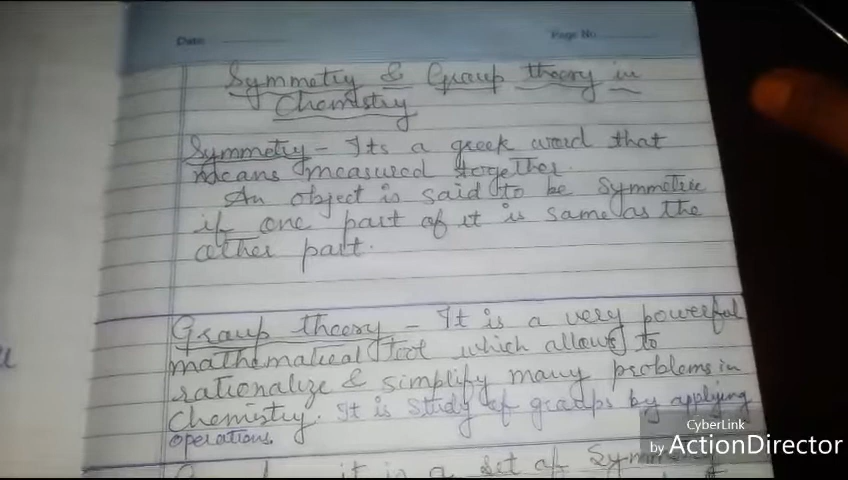 Date
Page No.
Symmetry & Group theory in
Chemistry
Symmetry - Its a greek word that
means measured together.
An object is said to be symmetric
if one part of it is same as the
other part.
Group theory - It is a very powerful
mathematical tool which allows to
rationalize & simplify many problems in
chemistry. It is study of groups by applying
operations.
it is a set of Symmetry
CyberLink
by ActionDirector